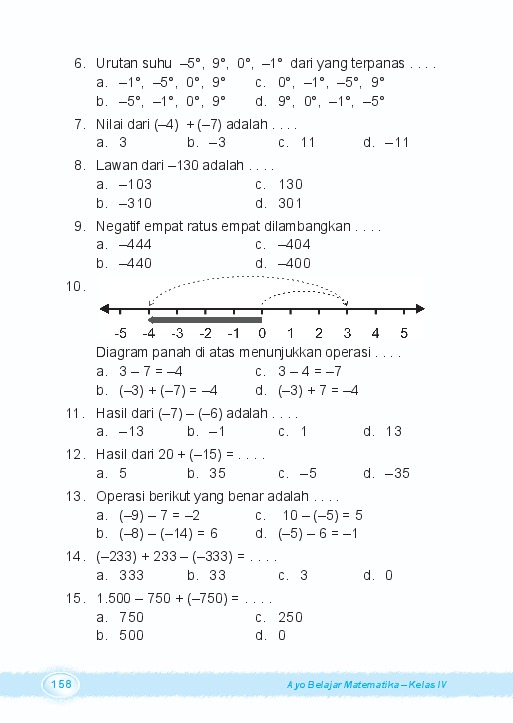 6. Urutan suhu –5°, 9°, 0°, –1° dari yang terpanas . . . .
a. –1°, –5°, 0°, 9° c. 0°, –1°, –5°, 9°
b. –5°, –1°, 0°, 9° d. 9°, 0°, –1°, –5°
7. Nilai dari (–4) + (–7) adalah . . . .
a. 3 b. –3 c. 11 d. –11
8. Lawan dari –130 adalah . . . .
a. –103 c. 130
b. –310 d. 301
9. Negatif empat ratus empat dilambangkan . . . .
a. –444 c. –404
b. –440 d. –400
10.
-5 -4 -3 -2 -1 0 1 2 3 4 5
Diagram panah di atas menunjukkan operasi . . . .
a. 3 – 7 = –4 c. 3 – 4 = –7
b. (–3) + (–7) = –4 d. (–3) + 7 = –4
11. Hasil dari (–7) – (–6) adalah . . . .
a. –13 b. –1 c. 1 d. 13
12. Hasil dari 20 + (–15) = . . . .
a. 5 b. 35 c. –5 d. –35
13. Operasi berikut yang benar adalah . . . .
a. (–9) – 7 = –2 c. 10 – (–5) = 5
b. (–8) – (–14) = 6 d. (–5) – 6 = –1
14. (–233) + 233 – (–333) = . . . .
a. 333 b. 33 c. 3 d. 0
15. 1.500 – 750 + (–750) = . . . .
a. 750 c. 250
b. 500 d. 0
158 Ayo Belajar Matematika – Kelas IV